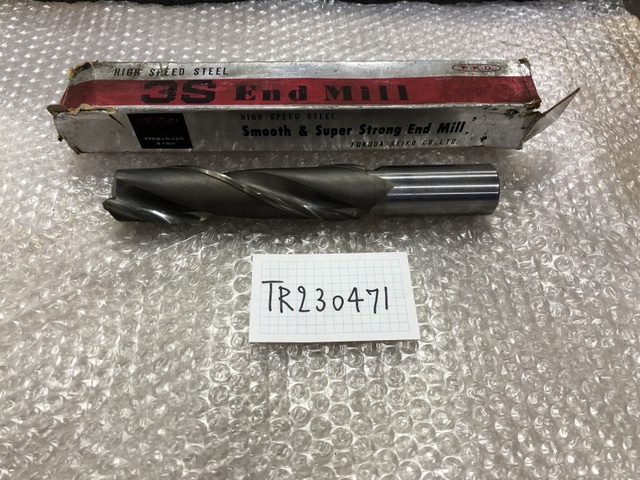 HIGH SPEED STEEL
F.K.D.
3S End Mill
HIGH SPEED STEEL
Smooth & Super Strong End Mill
FUKUDA SEIKO CO., LTD.
TR230471